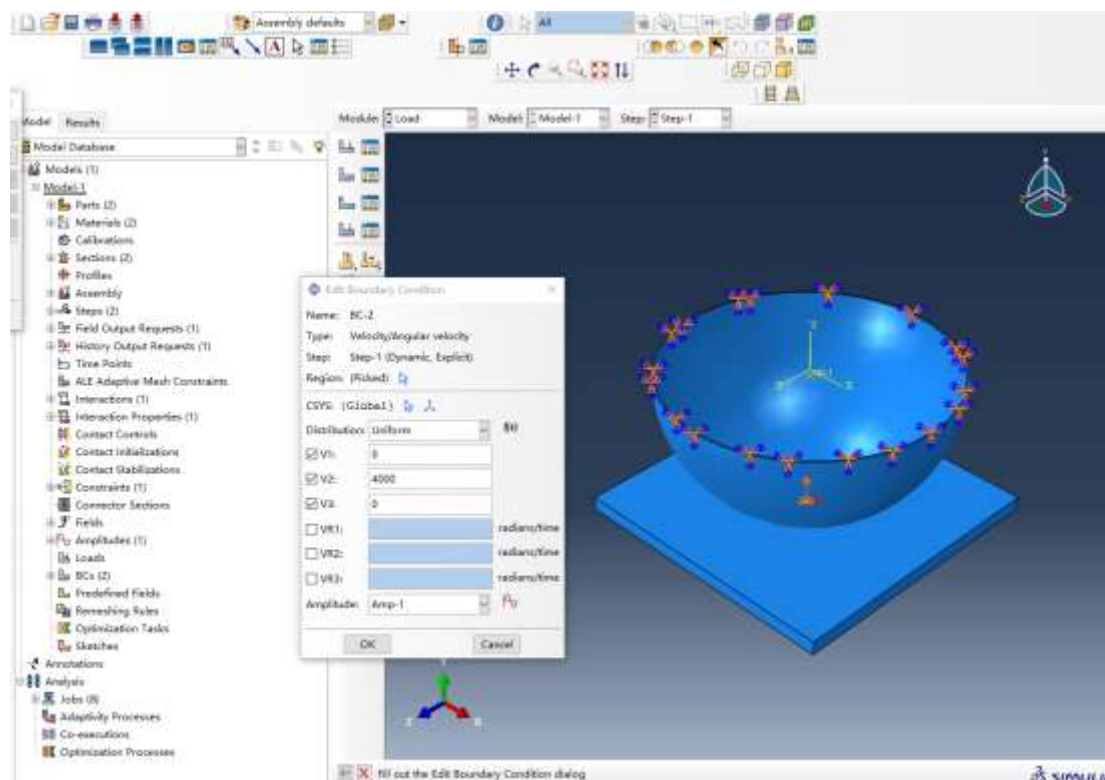 Assembly defaults
All
Model
Results
Module:
Load
Model:
Model-1
Step:
Step-1
Model Database
Models (1)
Model-1
Parts (2)
Materials (2)
Calibrations
Sections (2)
Profiles
Assembly
Steps (2)
Field Output Requests (1)
History Output Requests (1)
Time Points
ALE Adaptive Mesh Constraints
Interactions (1)
Interaction Properties (1)
Contact Controls
Contact Initializations
Contact Stabilizations
Constraints (1)
Connector Sections
Fields
Amplitudes (1)
Loads
BCs (2)
Predefined Fields
Remeshing Rules
Optimization Tasks
Sketches
Annotations
Analysis
Jobs (8)
Adaptivity Processes
Co-executions
Optimization Processes
Edit Boundary Condition
Name: BC-2
Type: Velocity/Angular velocity
Step: Step-1 (Dynamic, Explicit)
Region: (Picked)
CSYS: (Global)
Distribution: Uniform f(x)
V1: 0
V2: 4000
V3: 0
VR1: radians/time
VR2: radians/time
VR3: radians/time
Amplitude: Amp-1
OK
Cancel
Fill out the Edit Boundary Condition dialog